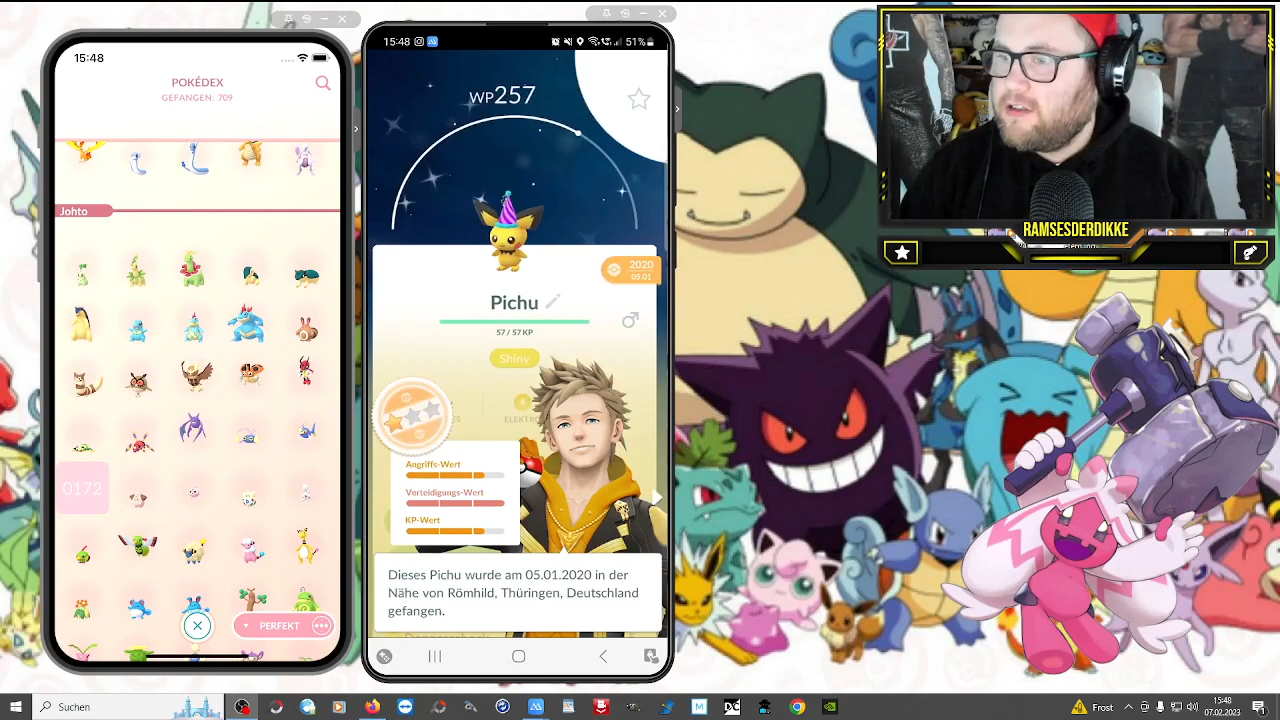 15:48
POKÉDEX
GEFANGEN: 709
Johto
0172
PERFEKT
15:48
51%
WP257
2020
05.01
Pichu
57 / 57 KP
Shiny
ELEKTR
Angriffs-Wert
Verteidigungs-Wert
KP-Wert
Dieses Pichu wurde am 05.01.2020 in der
Nähe von Römhild, Thüringen, Deutschland
gefangen.
RAMSESDERDIKKE
Suchen
Frost
15:48
07.02.2023